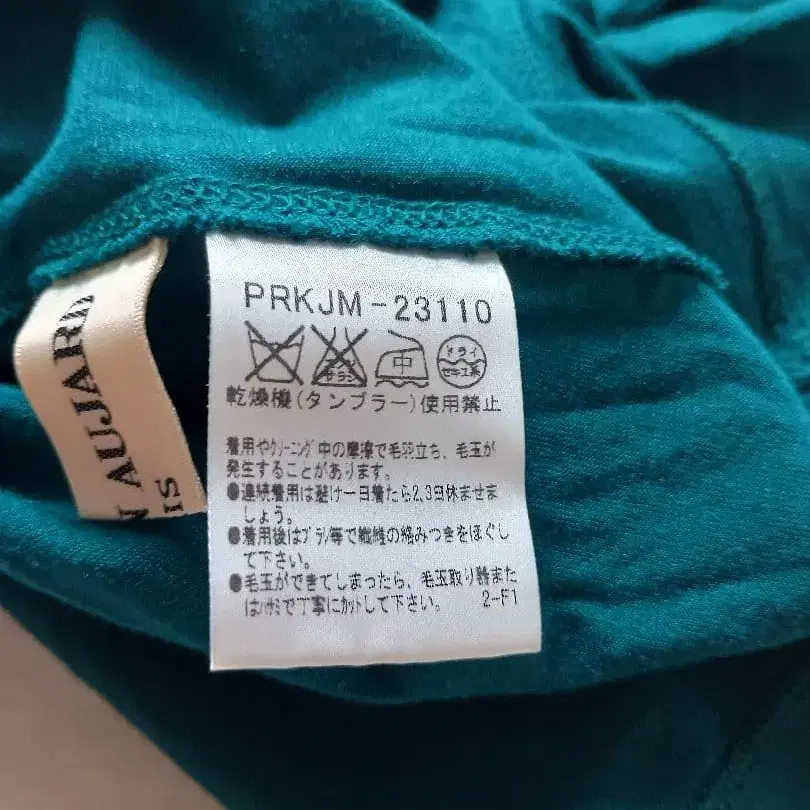 N AUJARD
IS
PRKJM-23110
中
ドライ
セキユ系
乾燥機(タンブラー)使用禁止
着用やクリーニング中の摩擦で毛羽立ち、毛玉が
発生することがあります。
●連続着用は避け一日着たら2,3日休ませま
しょう。
●着用後はブラシ等で繊維の絡みつきをほぐし
て下さい。
●毛玉ができてしまったら、毛玉取り器また
はハサミで丁寧にカットして下さい。 2-F1